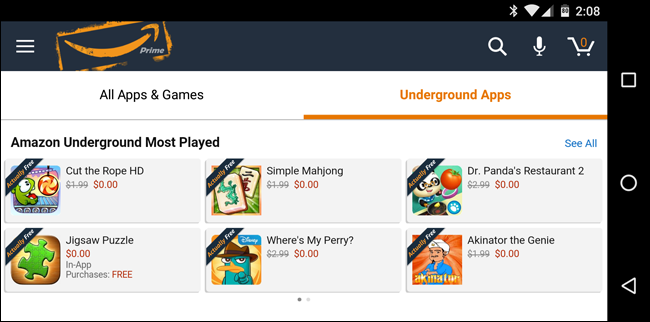 2:08
Prime
0
All Apps & Games
Underground Apps
Amazon Underground Most Played
See All
Actually Free
Cut the Rope HD
$1.99 $0.00
Actually Free
Simple Mahjong
$1.99 $0.00
Actually Free
Dr. Panda's Restaurant 2
$2.99 $0.00
Actually Free
Jigsaw Puzzle
$0.00
In-App
Purchases: FREE
Actually Free
Disney
Where's My Perry?
$2.99 $0.00
Actually Free
akinator
Akinator the Genie
$1.99 $0.00